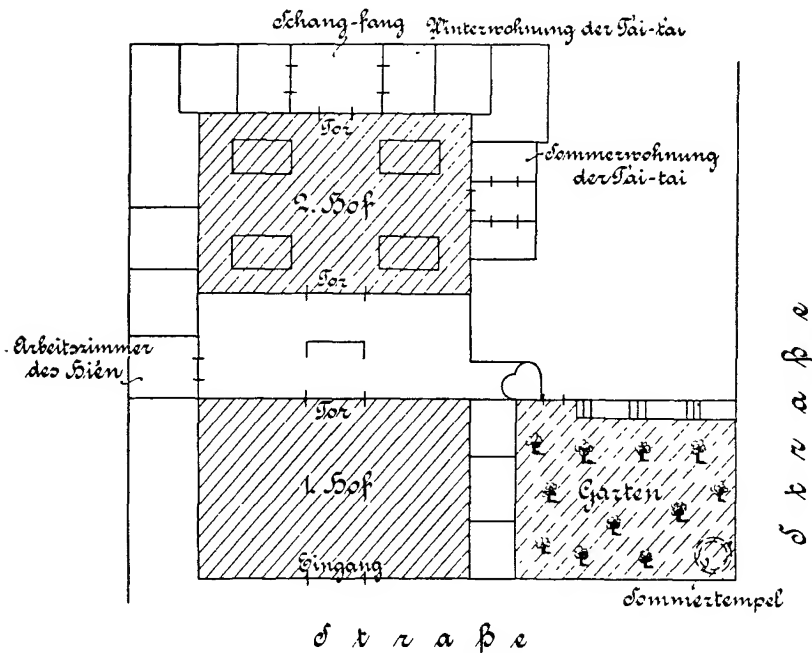 Schang-fang
Winterwohnung der Tai-tai
Tor
Sommerwohnung
der Tai-tai
2. Hof
Tor
Arbeitszimmer
des Hién
Tor
1. Hof
Garten
Eingang
Sommertempel
Straße
Straße